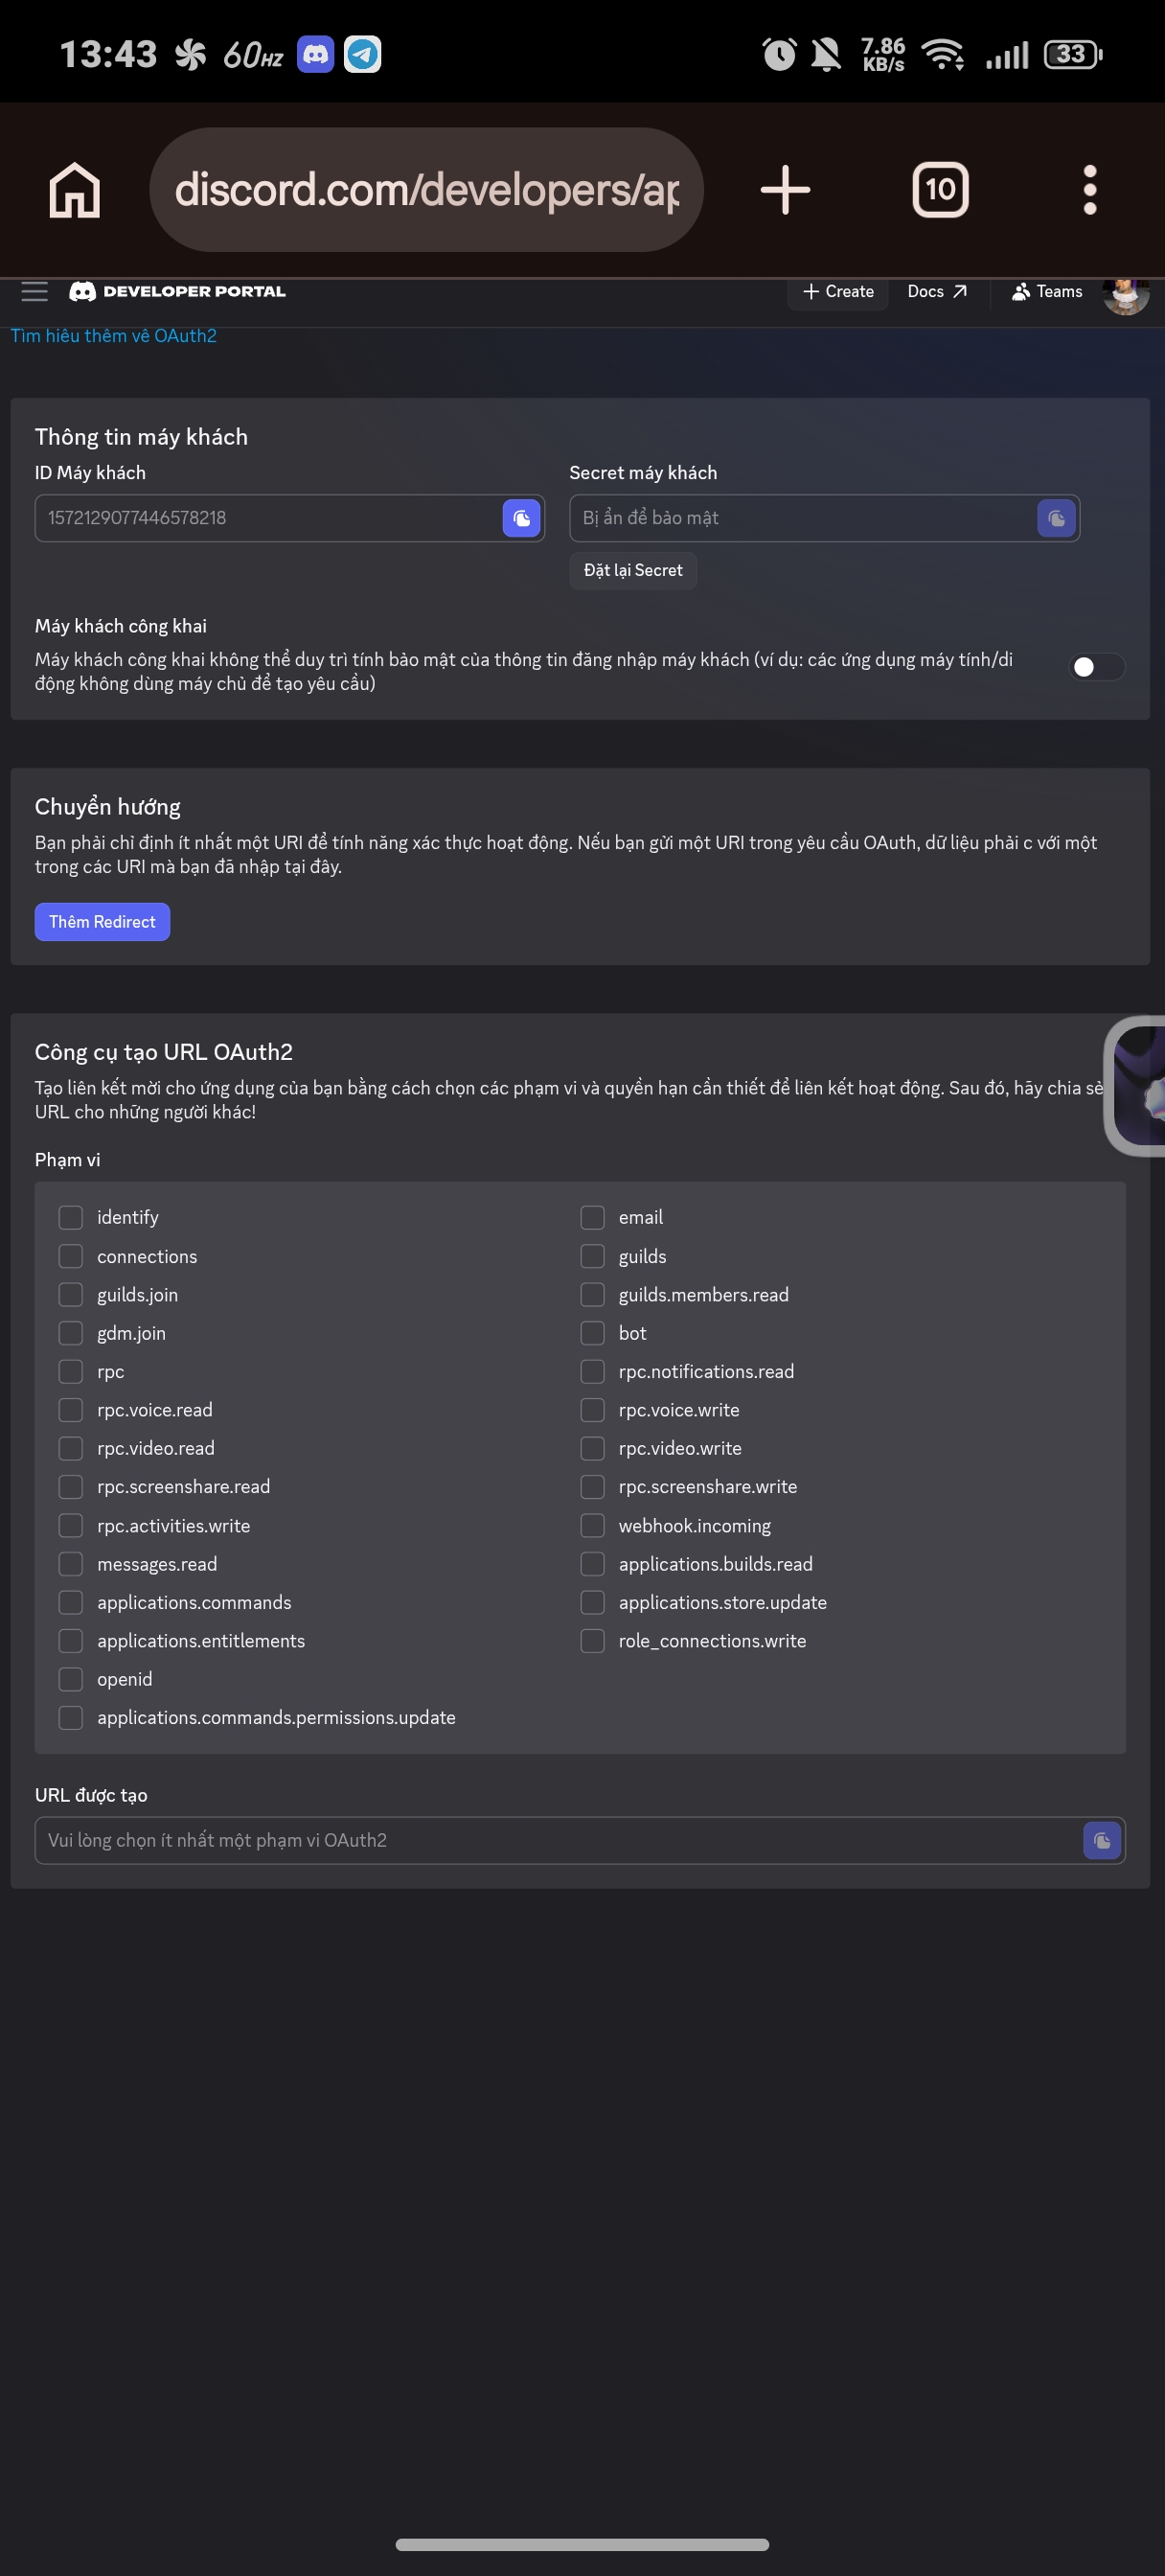 13:43 60HZ 7.86 KB/s 33
discord.com/developers/ap
10
DEVELOPER PORTAL
Create Docs Teams
Tìm hiểu thêm về OAuth2
Thông tin máy khách
ID Máy khách
Secret máy khách
1572129077446578218
Bị ẩn để bảo mật
Đặt lại Secret
Máy khách công khai
Máy khách công khai không thể duy trì tính bảo mật của thông tin đăng nhập máy khách (ví dụ: các ứng dụng máy tính/di
động không dùng máy chủ để tạo yêu cầu)
Chuyển hướng
Bạn phải chỉ định ít nhất một URI để tính năng xác thực hoạt động. Nếu bạn gửi một URI trong yêu cầu OAuth, dữ liệu phải c với một
trong các URI mà bạn đã nhập tại đây.
Thêm Redirect
Công cụ tạo URL OAuth2
Tạo liên kết mời cho ứng dụng của bạn bằng cách chọn các phạm vi và quyền hạn cần thiết để liên kết hoạt động. Sau đó, hãy chia sẻ
URL cho những người khác!
Phạm vi
identify
email
connections
guilds
guilds.join
guilds.members.read
gdm.join
bot
rpc
rpc.notifications.read
rpc.voice.read
rpc.voice.write
rpc.video.read
rpc.video.write
rpc.screenshare.read
rpc.screenshare.write
rpc.activities.write
webhook.incoming
messages.read
applications.builds.read
applications.commands
applications.store.update
applications.entitlements
role_connections.write
openid
applications.commands.permissions.update
URL được tạo
Vui lòng chọn ít nhất một phạm vi OAuth2